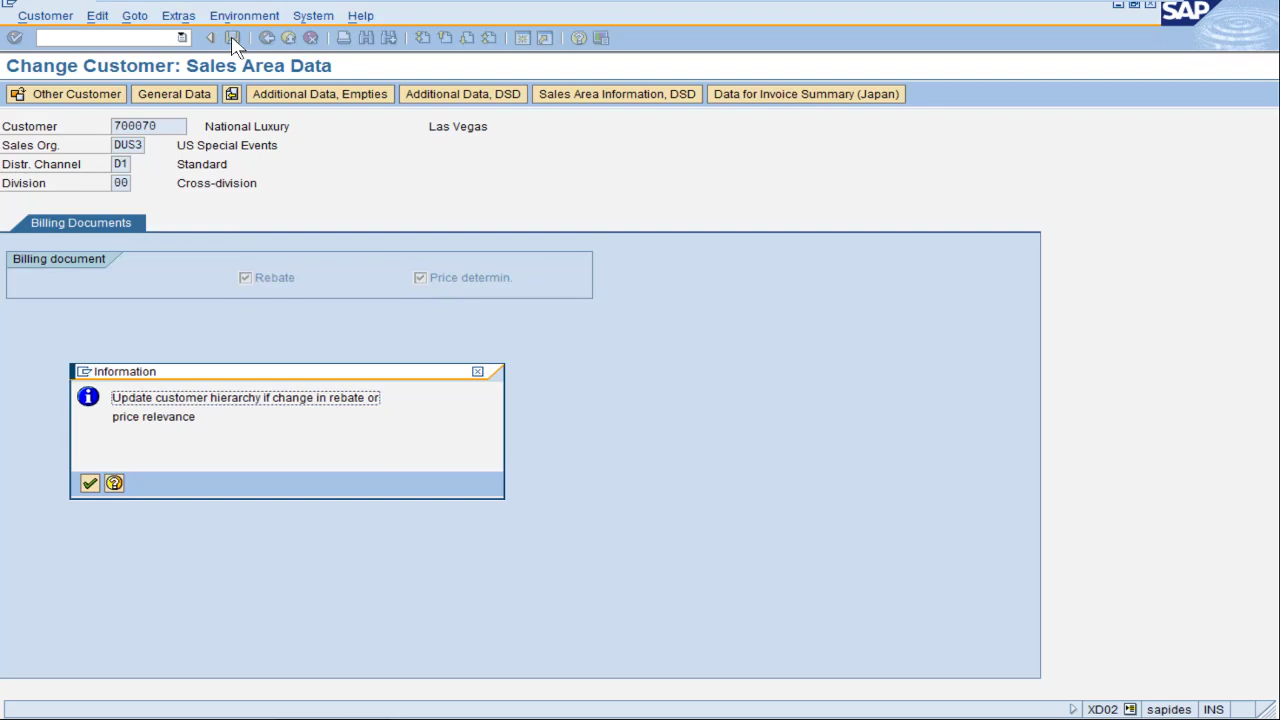 Customer Edit Goto Extras Environment System Help
SAP
Change Customer: Sales Area Data
Other Customer General Data Additional Data, Empties Additional Data, DSD Sales Area Information, DSD Data for Invoice Summary (Japan)
Customer 700070 National Luxury Las Vegas
Sales Org. DUS3 US Special Events
Distr. Channel D1 Standard
Division 00 Cross-division
Billing Documents
Billing document
Rebate Price determin.
Information
Update customer hierarchy if change in rebate or
price relevance
XD02 sapides INS